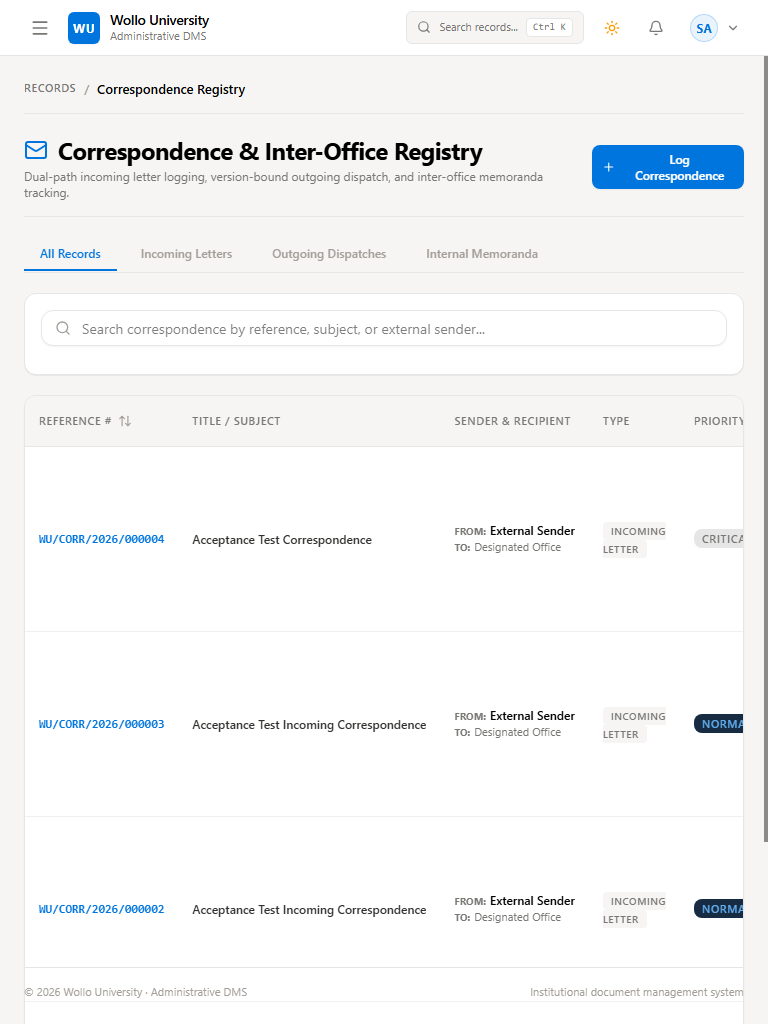 WU
Wollo University
Administrative DMS
Search records...
Ctrl K
SA
RECORDS / Correspondence Registry
Correspondence & Inter-Office Registry
Dual-path incoming letter logging, version-bound outgoing dispatch, and inter-office memoranda
tracking.
+ Log
Correspondence
All Records
Incoming Letters
Outgoing Dispatches
Internal Memoranda
Search correspondence by reference, subject, or external sender...
REFERENCE # TITLE / SUBJECT SENDER & RECIPIENT TYPE PRIORITY
WU/CORR/2026/000004
Acceptance Test Correspondence
FROM: External Sender
TO: Designated Office
INCOMING
LETTER
CRITICA
WU/CORR/2026/000003
Acceptance Test Incoming Correspondence
FROM: External Sender
TO: Designated Office
INCOMING
LETTER
NORMA
WU/CORR/2026/000002
Acceptance Test Incoming Correspondence
FROM: External Sender
TO: Designated Office
INCOMING
LETTER
NORMA
© 2026 Wollo University · Administrative DMS
Institutional document management system